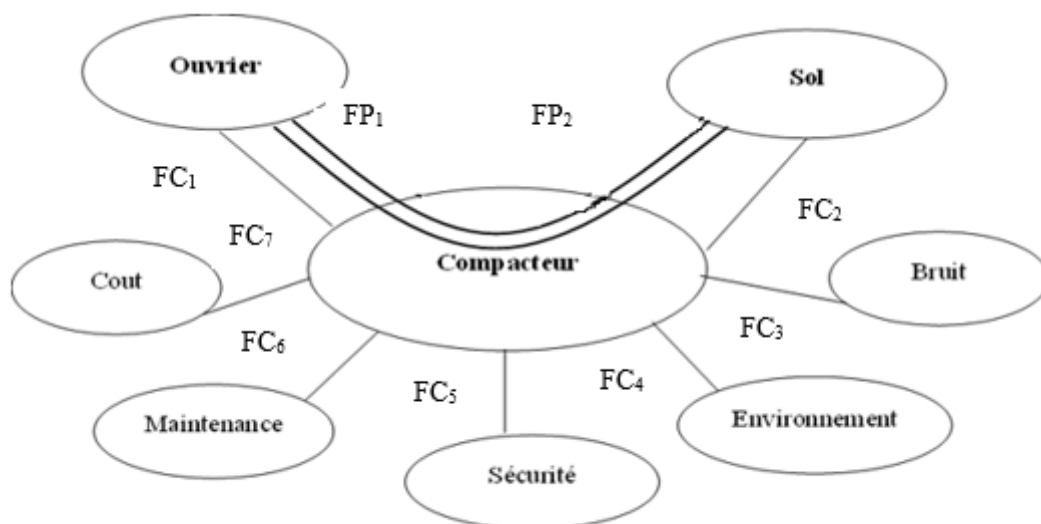 Ouvrier
Sol
FP₁
FP₂
FC₁
FC₂
FC₇
Compacteur
Cout
Bruit
FC₆
FC₃
FC₅
FC₄
Maintenance
Environnement
Sécurité